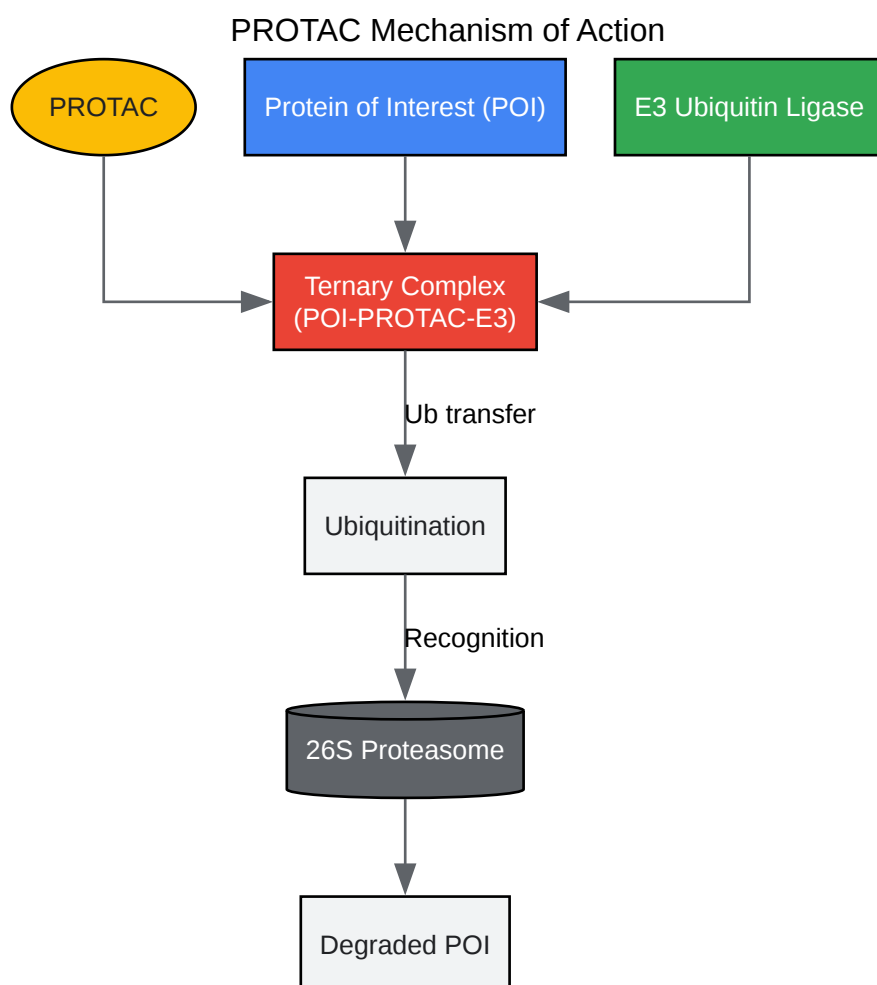 PROTAC Mechanism of Action
PROTAC
Protein of Interest (POI)
E3 Ubiquitin Ligase
Ternary Complex
(POI-PROTAC-E3)
Ub transfer
Ubiquitination
Recognition
26S Proteasome
Degraded POI